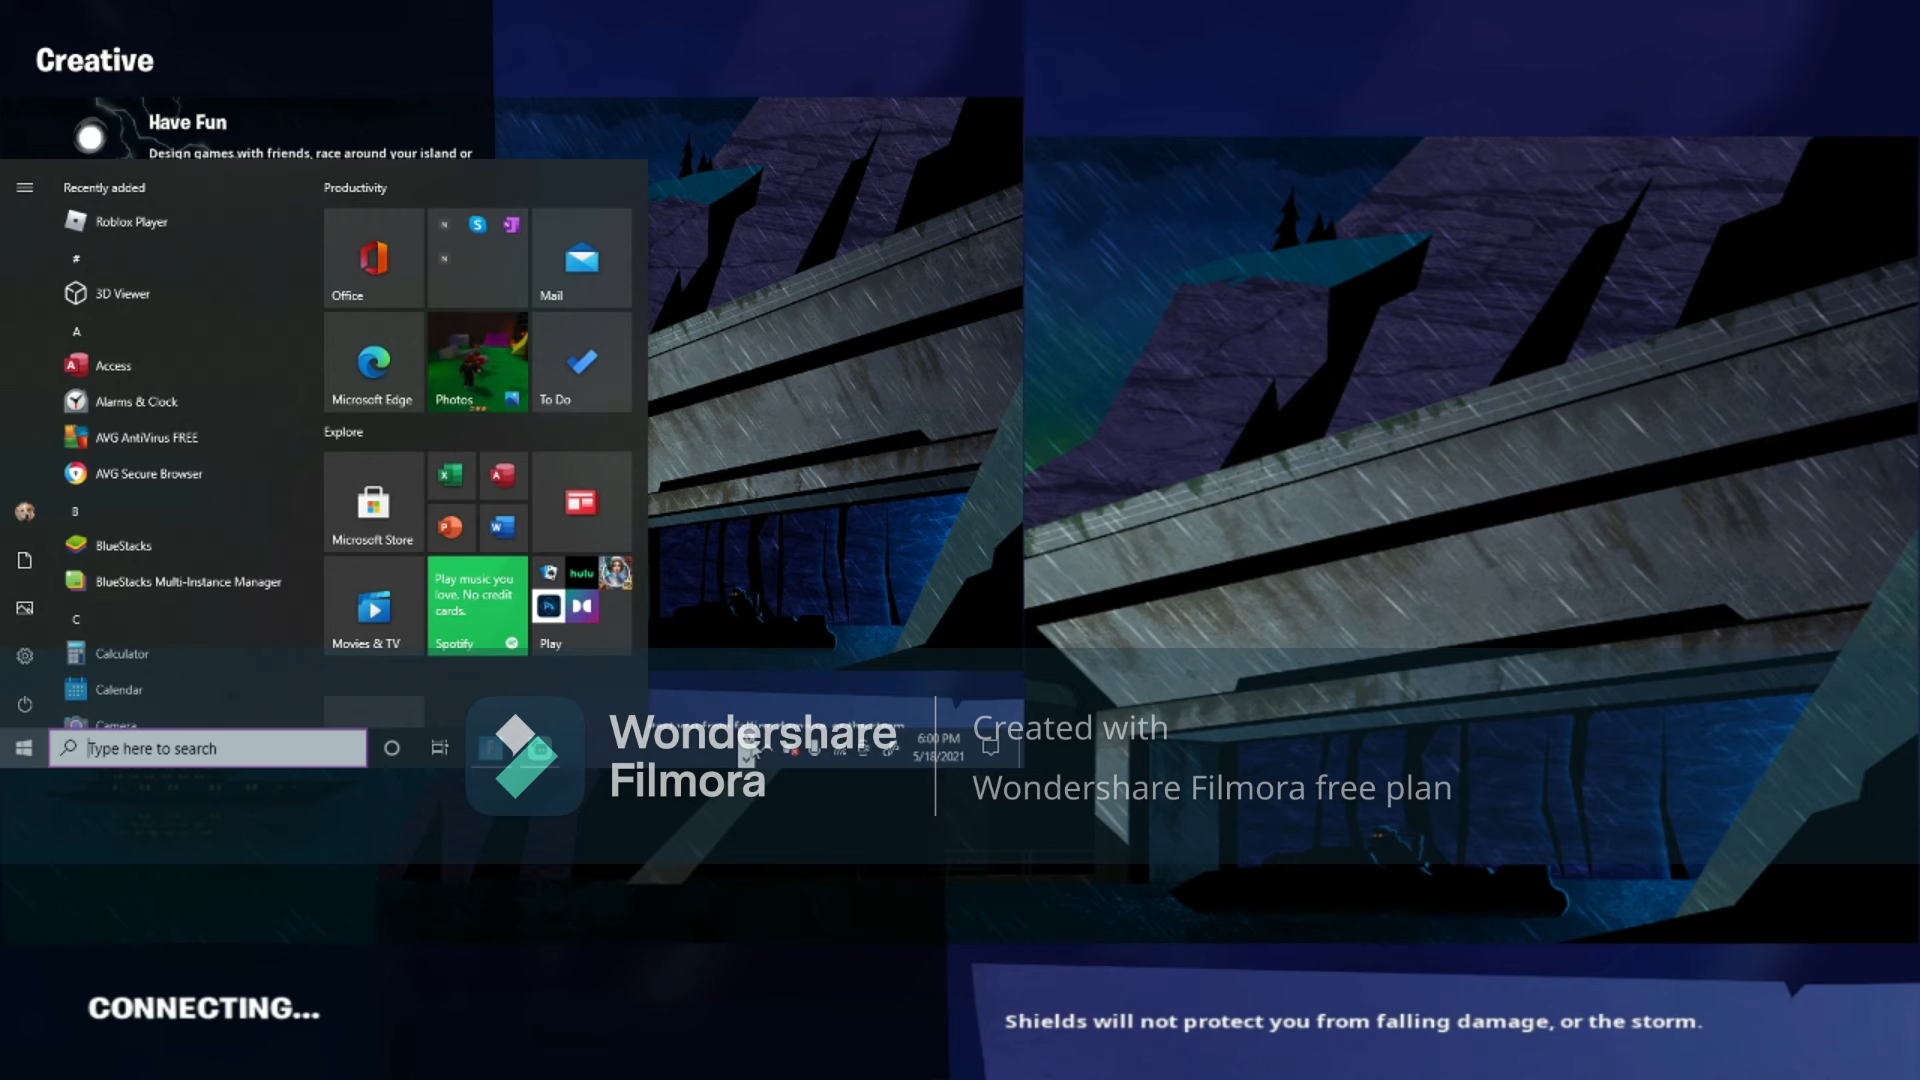 Creative
Have Fun
Design games with friends, race around your island or
Recently added
Roblox Player
#
3D Viewer
A
Access
Alarms & Clock
AVG AntiVirus FREE
AVG Secure Browser
B
BlueStacks
BlueStacks Multi-Instance Manager
C
Calculator
Calendar
Camera
Productivity
Office
Mail
Microsoft Edge
Photos
To Do
Explore
Microsoft Store
hulu
Play music you
love. No credit
cards.
Movies & TV
Spotify
Play
Type here to search
6:00 PM
5/18/2021
Wondershare
Filmora
Created with
Wondershare Filmora free plan
CONNECTING...
Shields will not protect you from falling damage, or the storm.